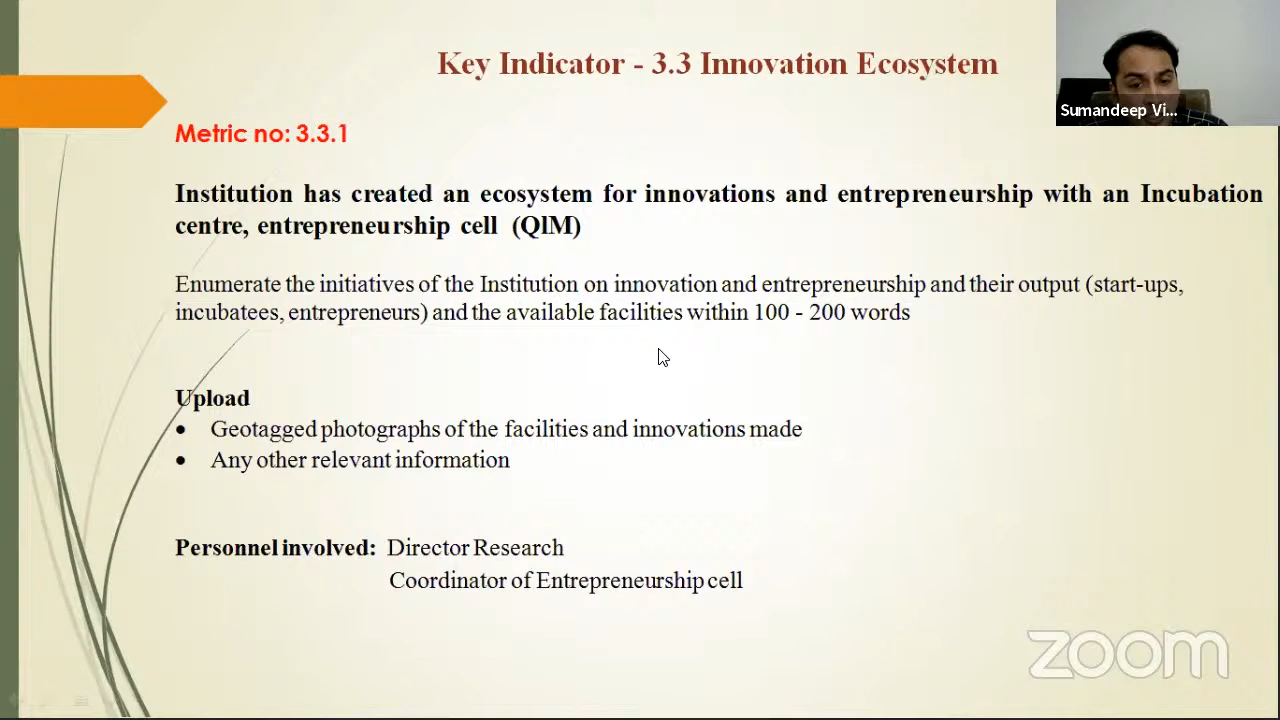 Key Indicator - 3.3 Innovation Ecosystem
Sumandeep Vi...
Metric no: 3.3.1
Institution has created an ecosystem for innovations and entrepreneurship with an Incubation
centre, entrepreneurship cell (QlM)
Enumerate the initiatives of the Institution on innovation and entrepreneurship and their output (start-ups,
incubatees, entrepreneurs) and the available facilities within 100 - 200 words
Upload
• Geotagged photographs of the facilities and innovations made
• Any other relevant information
Personnel involved: Director Research
Coordinator of Entrepreneurship cell
zoom